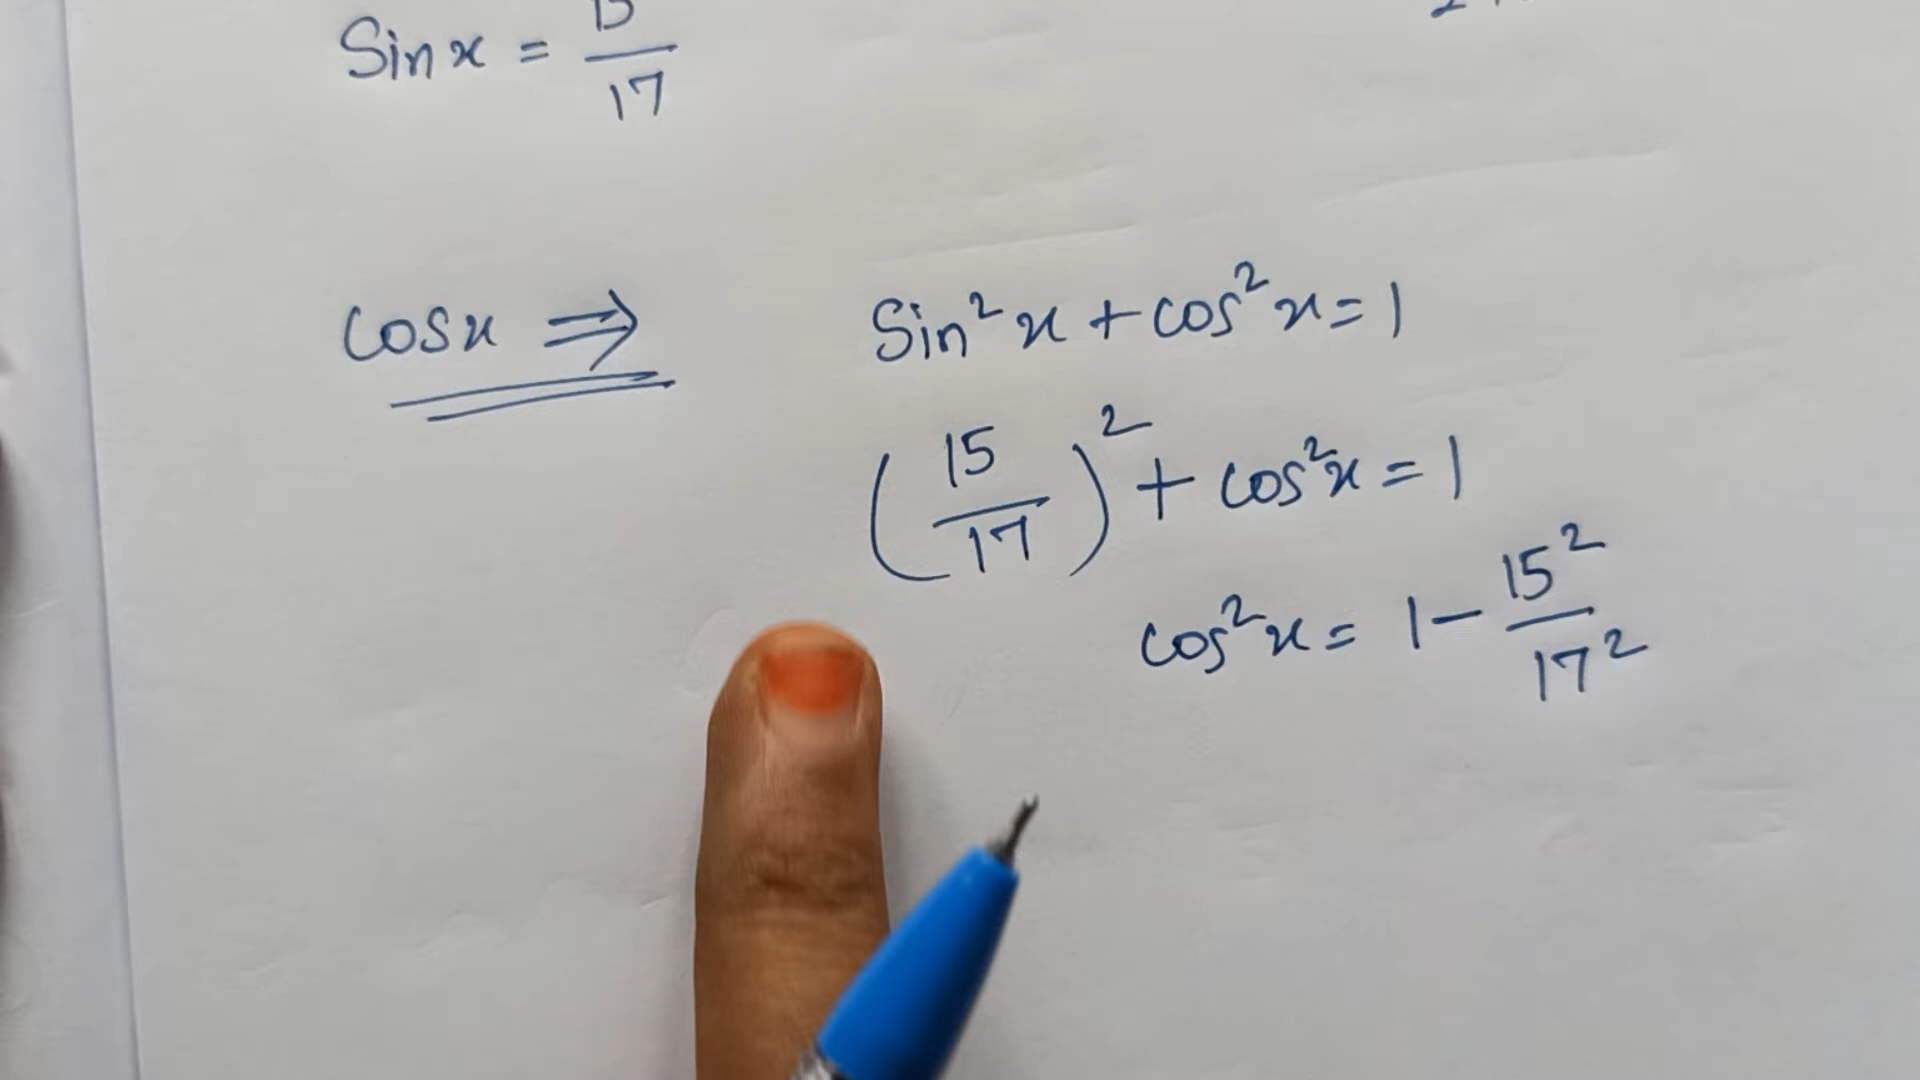 Sin x = 15/17
cos x ⇒
Sin² x + cos² x = 1
(15/17)² + cos² x = 1
cos² x = 1 - 15²/17²